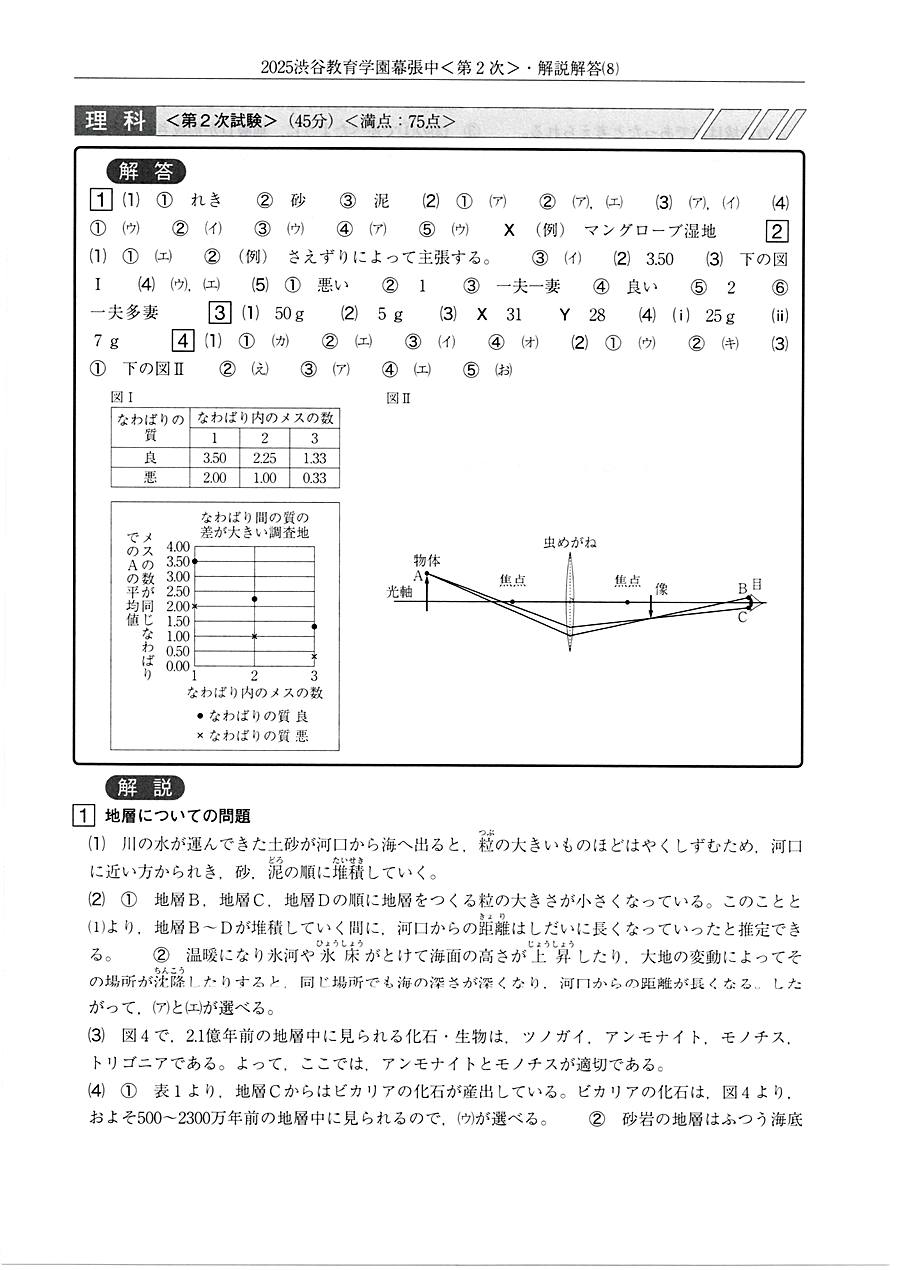 2025渋谷教育学園幕張中＜第２次＞・解説解答⑻
理科 ＜第２次試験＞ （45分） ＜満点：75点＞
解答
1 ⑴ ① れき ② 砂 ③ 泥 ⑵ ① ㋐ ② ㋐，㋓ ⑶ ㋐，㋑ ⑷
① ㋒ ② ㋑ ③ ㋒ ④ ㋐ ⑤ ㋒ X （例） マングローブ湿地 2
⑴ ① ㋓ ② （例） さえずりによって主張する。 ③ ㋑ ⑵ 3.50 ⑶ 下の図
Ⅰ ⑷ ㋒，㋓ ⑸ ① 悪い ② 1 ③ 一夫一妻 ④ 良い ⑤ 2 ⑥
一夫多妻 3 ⑴ 50g ⑵ 5g ⑶ X 31 Y 28 ⑷ (ⅰ) 25g (ⅱ)
7g 4 ⑴ ① ㋕ ② ㋓ ③ ㋑ ④ ㋔ ⑵ ① ㋒ ② ㋖ ⑶
① 下の図Ⅱ ② (え) ③ ㋐ ④ ㋓ ⑤ (お)
図Ⅰ
なわばりの質 なわばり内のメスの数
1 2 3
良 3.50 2.25 1.33
悪 2.00 1.00 0.33
なわばり間の質の
差が大きい調査地
メスの数が同じなわばり
でのAの平均値
4.00
3.50
3.00
2.50
2.00
1.50
1.00
0.50
0.00
1 2 3
なわばり内のメスの数
● なわばりの質 良
× なわばりの質 悪
図Ⅱ
虫めがね
物体
A
焦点 焦点
光軸
像
目
B
C
解説
1 地層についての問題
⑴ 川の水が運んできた土砂が河口から海へ出ると，粒の大きいものほどはやくしずむため，河口
に近い方かられき，砂，泥の順に堆積していく。
⑵ ① 地層Ｂ，地層Ｃ，地層Ｄの順に地層をつくる粒の大きさが小さくなっている。このことと
⑴より，地層Ｂ～Ｄが堆積していく間に，河口からの距離はしだいに長くなっていったと推定でき
る。 ② 温暖になり氷河や氷床がとけて海面の高さが上昇したり，大地の変動によってそ
の場所が沈降したりすると，同じ場所でも海の深さが深くなり，河口からの距離が長くなる。した
がって，㋐と㋓が選べる。
⑶ 図４で，2.1億年前の地層中に見られる化石・生物は，ツノガイ，アンモナイト，モノチス，
トリゴニアである。よって，ここでは，アンモナイトとモノチスが適切である。
⑷ ① 表１より，地層Ｃからはビカリアの化石が産出している。ビカリアの化石は，図４より，
およそ500～2300万年前の地層中に見られるので，㋒が選べる。 ② 砂岩の地層はふつう海底